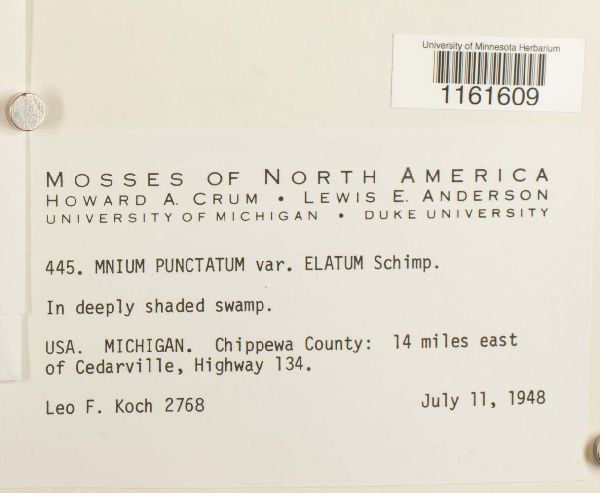 University of Minnesota Herbarium
1161609
MOSSES OF NORTH AMERICA
HOWARD A. CRUM • LEWIS E. ANDERSON
UNIVERSITY OF MICHIGAN • DUKE UNIVERSITY
445. MNIUM PUNCTATUM var. ELATUM Schimp.
In deeply shaded swamp.
USA. MICHIGAN. Chippewa County: 14 miles east
of Cedarville, Highway 134.
Leo F. Koch 2768 July 11, 1948